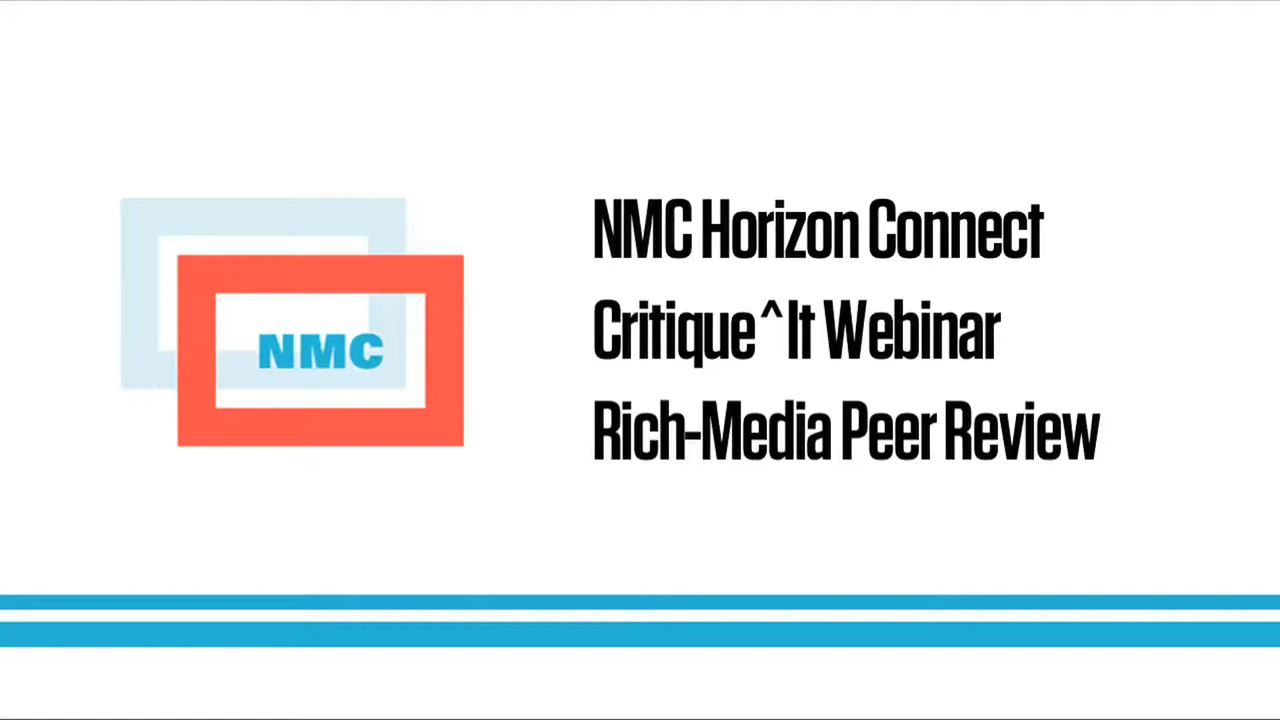 NMC
NMC Horizon Connect
Critique^It Webinar
Rich-Media Peer Review